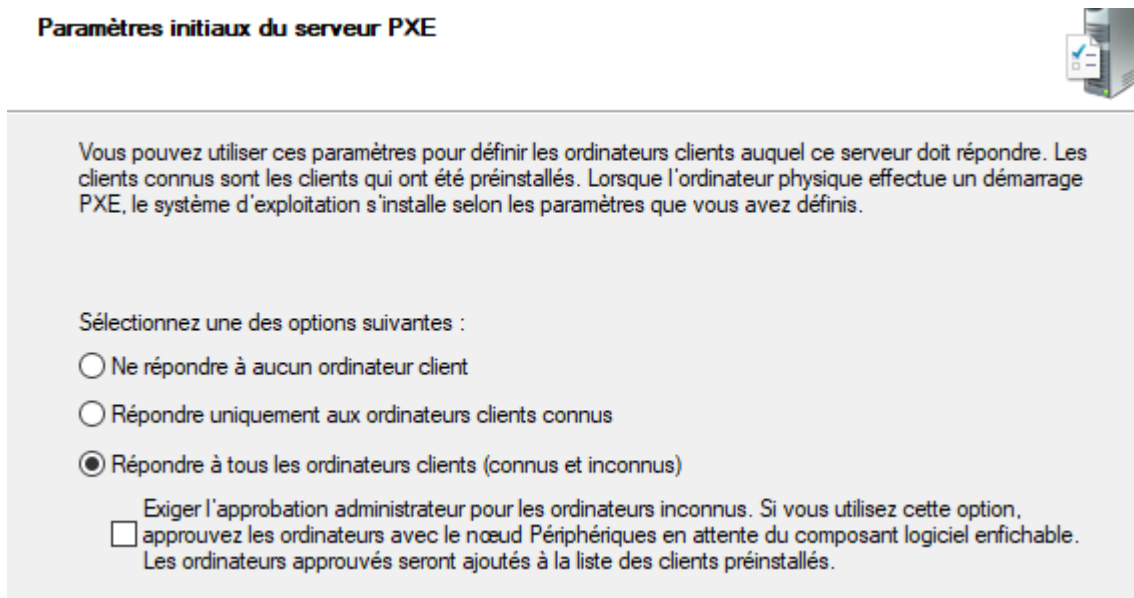 Paramètres initiaux du serveur PXE
Vous pouvez utiliser ces paramètres pour définir les ordinateurs clients auquel ce serveur doit répondre. Les
clients connus sont les clients qui ont été préinstallés. Lorsque l'ordinateur physique effectue un démarrage
PXE, le système d'exploitation s'installe selon les paramètres que vous avez définis.
Sélectionnez une des options suivantes :
Ne répondre à aucun ordinateur client
Répondre uniquement aux ordinateurs clients connus
Répondre à tous les ordinateurs clients (connus et inconnus)
Exiger l'approbation administrateur pour les ordinateurs inconnus. Si vous utilisez cette option,
approuvez les ordinateurs avec le nœud Périphériques en attente du composant logiciel enfichable.
Les ordinateurs approuvés seront ajoutés à la liste des clients préinstallés.